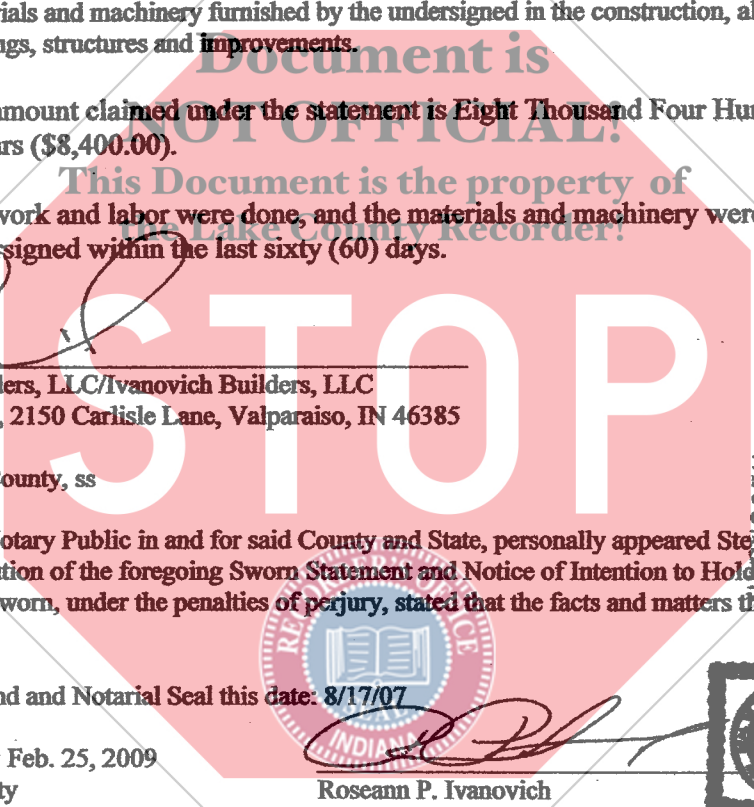 rials and machinery furnished by the undersigned in the construction, al
ngs, structures and improvements.
Document is
NOT OFFICIAL!
amount claimed under the statement is Eight Thousand Four Hur
rs ($8,400.00).
This Document is the property of
the Lake County Recorder!
work and labor were done, and the materials and machinery were
signed within the last sixty (60) days.
STOP
ders, LLC/Ivanovich Builders, LLC
, 2150 Carlisle Lane, Valparaiso, IN 46385
County, ss
Notary Public in and for said County and State, personally appeared Ste
tion of the foregoing Sworn Statement and Notice of Intention to Hold
sworn, under the penalties of perjury, stated that the facts and matters th
SEAL
INDIANA
nd and Notarial Seal this date: 8/17/07
Feb. 25, 2009
ty
Roseann P. Ivanovich